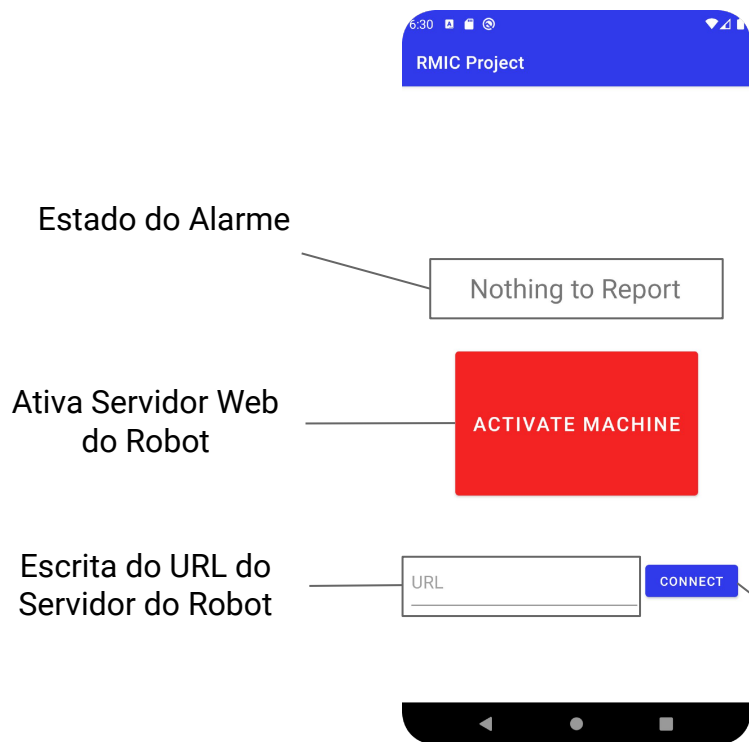 6:30
RMIC Project
Estado do Alarme
Nothing to Report
Ativa Servidor Web
do Robot
ACTIVATE MACHINE
Escrita do URL do
Servidor do Robot
URL
CONNECT